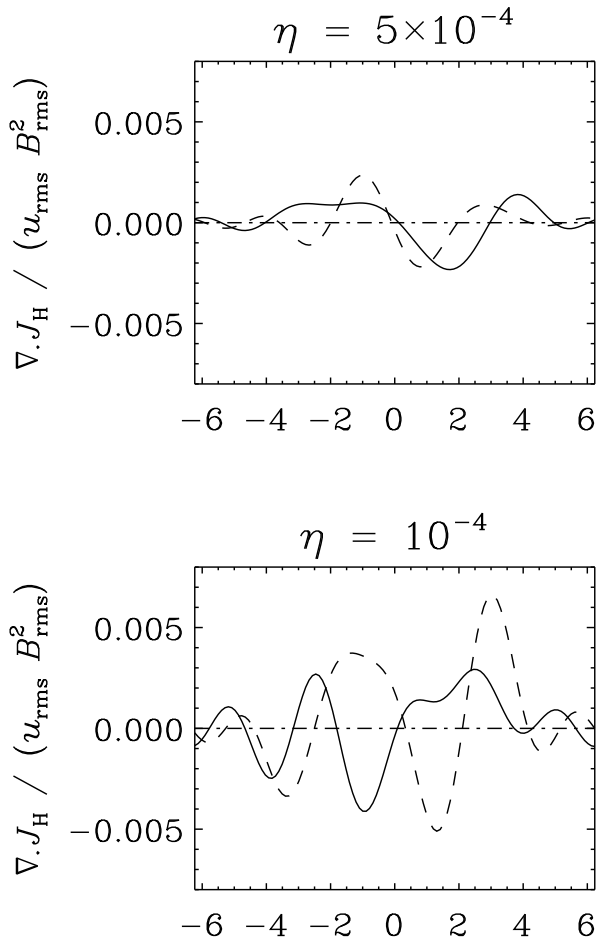 η = 5×10⁻⁴
∇.J_H / (u_rms B²_rms)
0.005
0.000
−0.005
−6 −4 −2 0 2 4 6
η = 10⁻⁴
∇.J_H / (u_rms B²_rms)
0.005
0.000
−0.005
−6 −4 −2 0 2 4 6